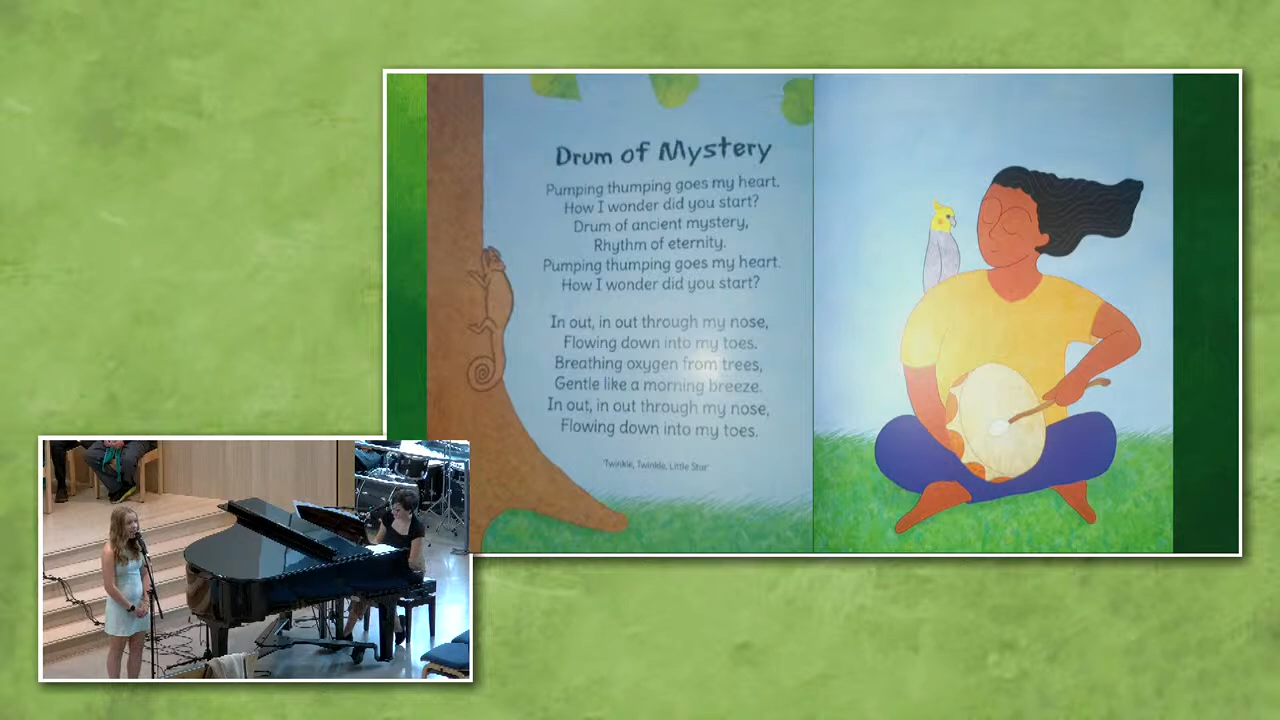 Drum of Mystery
Pumping thumping goes my heart.
How I wonder did you start?
Drum of ancient mystery,
Rhythm of eternity.
Pumping thumping goes my heart.
How I wonder did you start?
In out, in out through my nose,
Flowing down into my toes.
Breathing oxygen from trees,
Gentle like a morning breeze.
In out, in out through my nose,
Flowing down into my toes.
'Twinkle, Twinkle, Little Star'